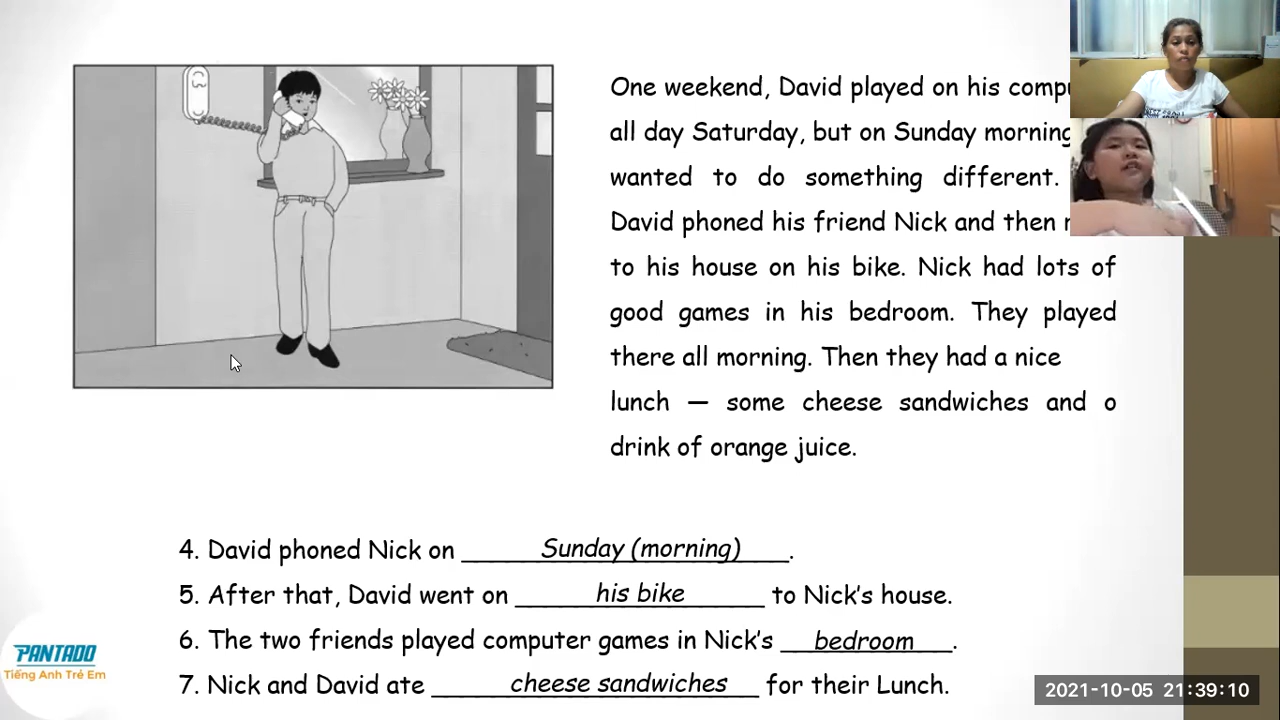 One weekend, David played on his
all day Saturday, but on Sunday morning
wanted to do something different.
David phoned his friend Nick and then
to his house on his bike. Nick had lots of
good games in his bedroom. They played
there all morning. Then they had a nice
lunch — some cheese sandwiches and o
drink of orange juice.
4. David phoned Nick on Sunday (morning).
5. After that, David went on his bike to Nick's house.
6. The two friends played computer games in Nick's bedroom.
7. Nick and David ate cheese sandwiches for their Lunch.
PANTADO
Tiếng Anh Trẻ Em
2021-10-05 21:39:10